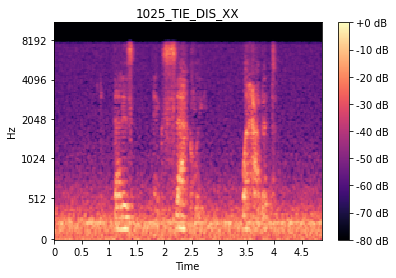 1025_TIE_DIS_XX
8192
4096
2048
1024
512
0
Hz
0 0.5 1 1.5 2 2.5 3 3.5 4 4.5
Time
+0 dB
-10 dB
-20 dB
-30 dB
-40 dB
-50 dB
-60 dB
-70 dB
-80 dB